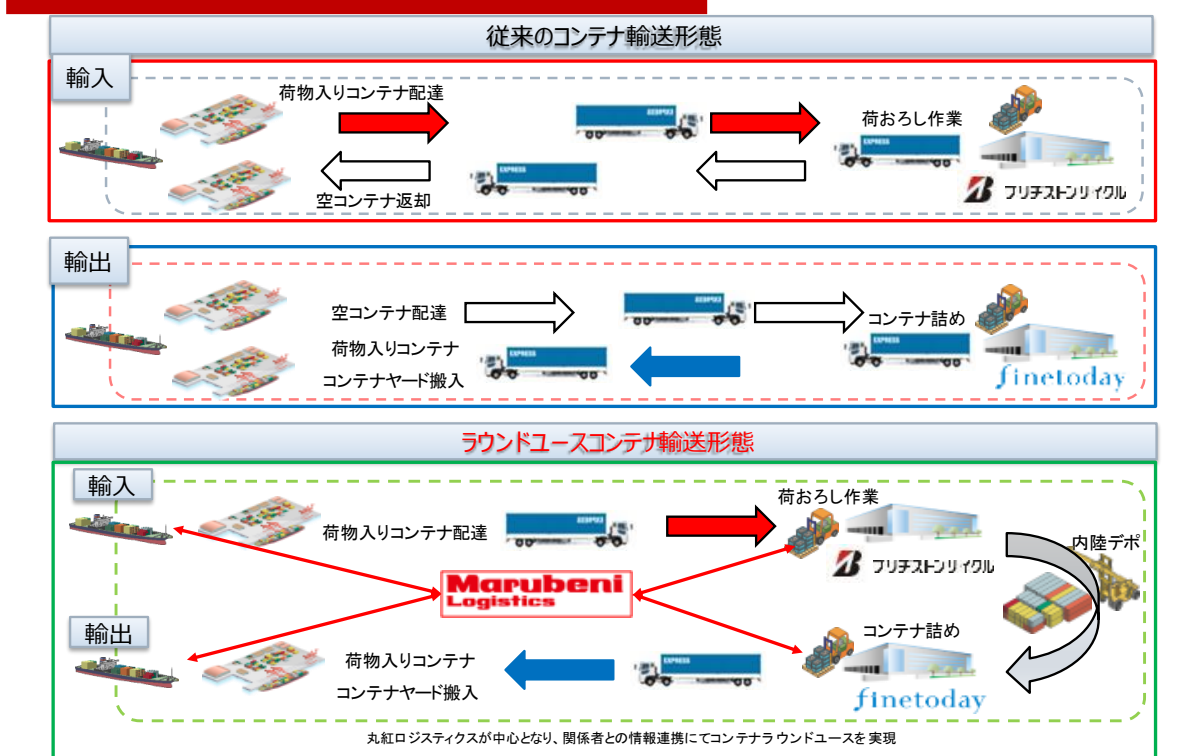 従来のコンテナ輸送形態
輸入
荷物入りコンテナ配達
荷おろし作業
EXPRESS
EXPRESS
空コンテナ返却
ブリヂストンリサイクル
輸出
空コンテナ配達
コンテナ詰め
荷物入りコンテナ
コンテナヤード搬入
EXPRESS
EXPRESS
finetoday
ラウンドユースコンテナ輸送形態
輸入
荷おろし作業
荷物入りコンテナ配達
内陸デポ
ブリヂストンリサイクル
Marubeni
Logistics
輸出
コンテナ詰め
荷物入りコンテナ
コンテナヤード搬入
EXPRESS
finetoday
丸紅ロジスティクスが中心となり、関係者との情報連携にてコンテナラウンドユースを実現